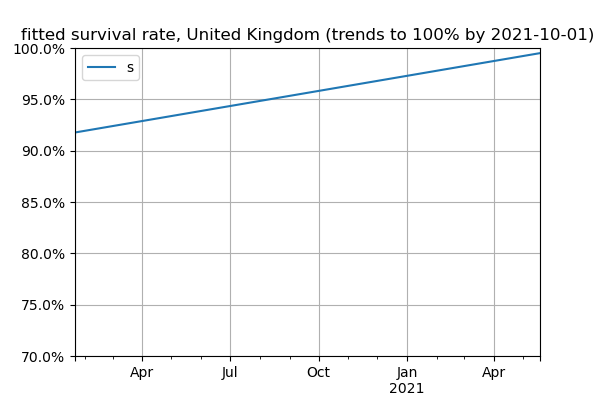 fitted survival rate, United Kingdom (trends to 100% by 2021-10-01)
100.0%
s
95.0%
90.0%
85.0%
80.0%
75.0%
70.0%
Apr Jul Oct Jan Apr
2021